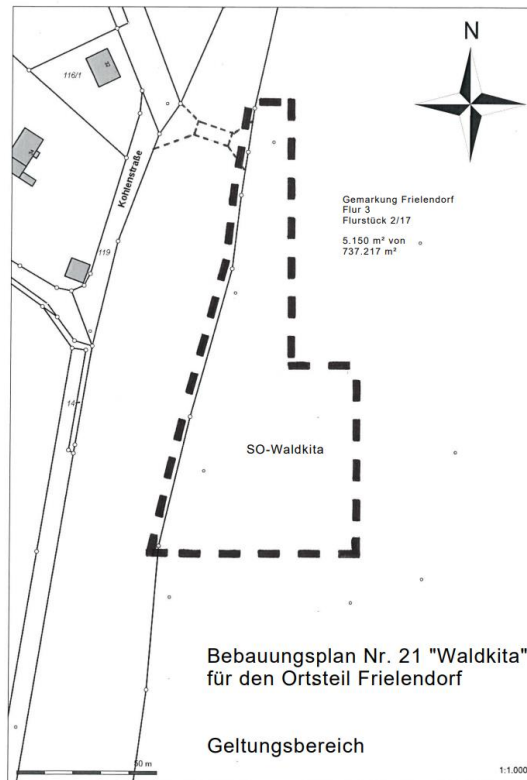 N
116/1
Kohlenstraße
Gemarkung Frielendorf
Flur 3
Flurstück 2/17
5.150 m² von
737.217 m²
119
14
SO-Waldkita
Bebauungsplan Nr. 21 "Waldkita"
für den Ortsteil Frielendorf
Geltungsbereich
50 m
1:1.000